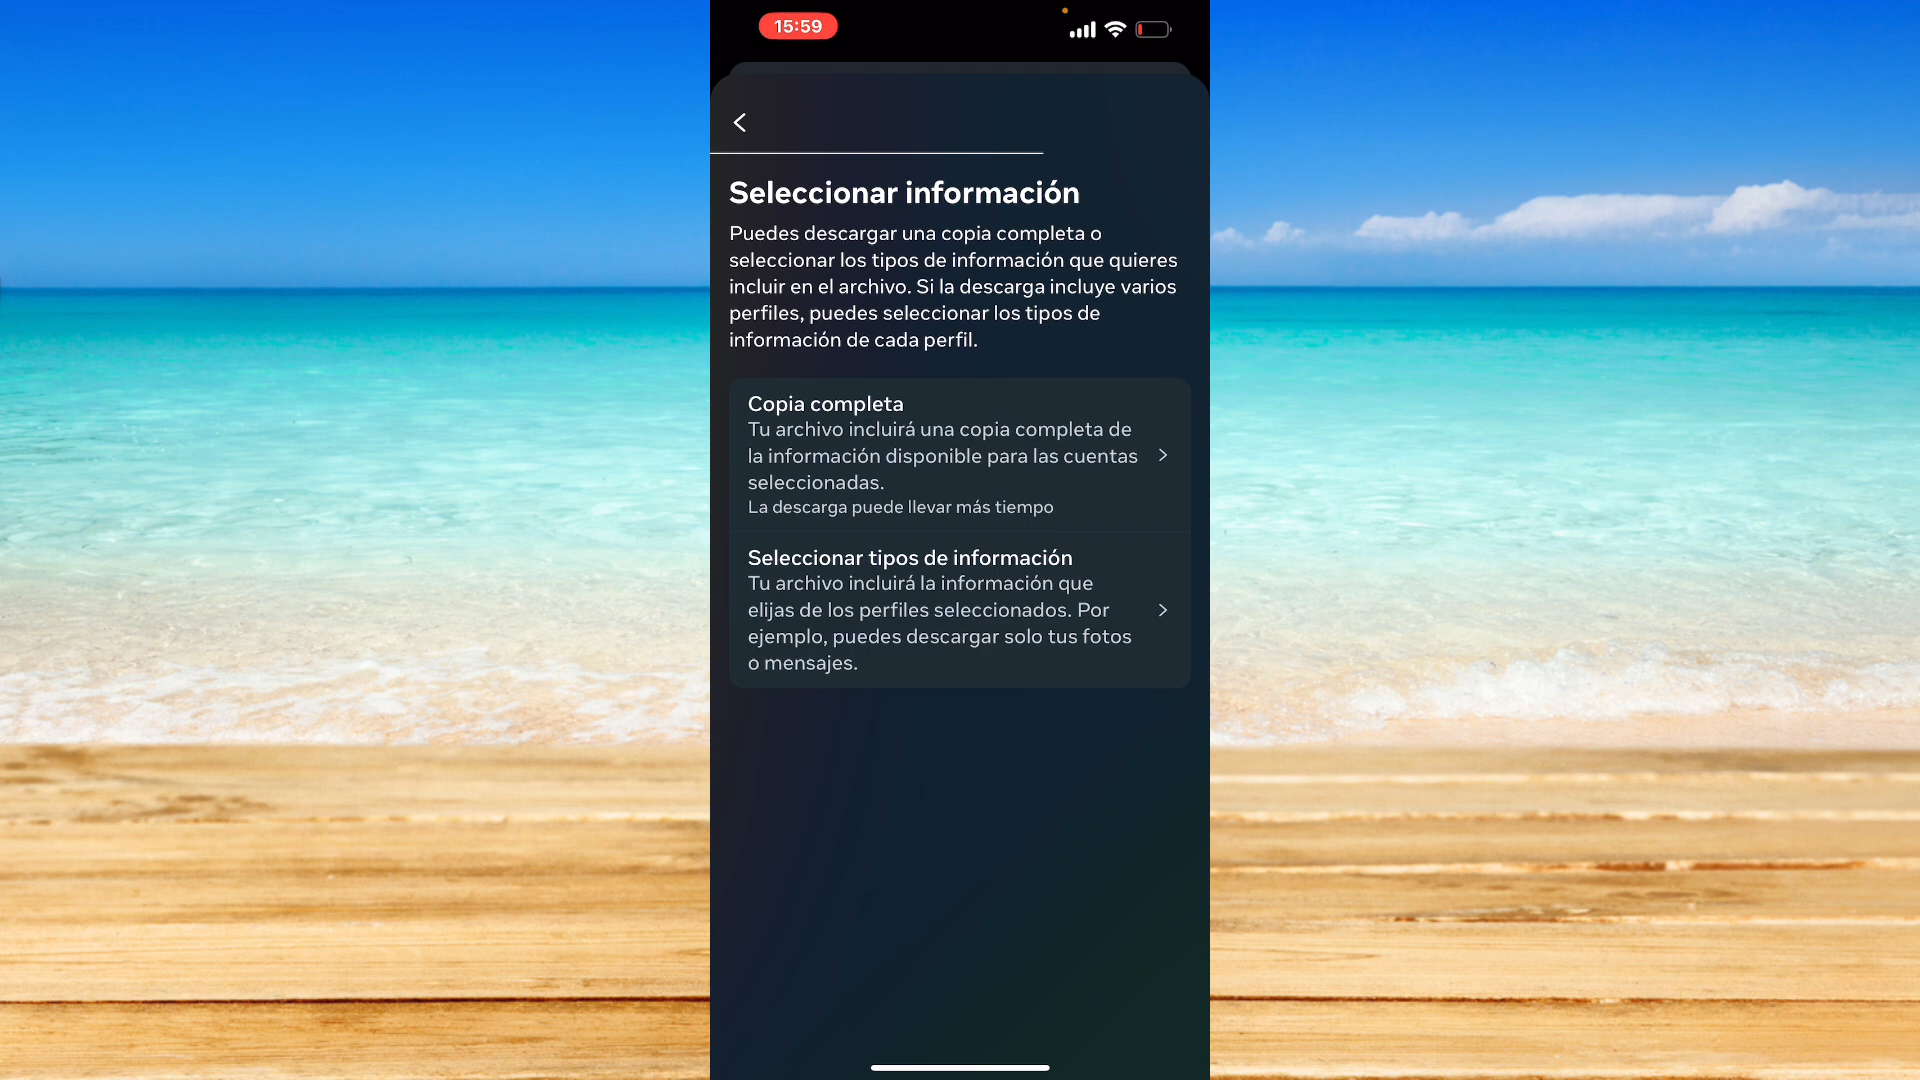 15:59
Seleccionar información
Puedes descargar una copia completa o
seleccionar los tipos de información que quieres
incluir en el archivo. Si la descarga incluye varios
perfiles, puedes seleccionar los tipos de
información de cada perfil.
Copia completa
Tu archivo incluirá una copia completa de
la información disponible para las cuentas
seleccionadas.
La descarga puede llevar más tiempo
Seleccionar tipos de información
Tu archivo incluirá la información que
elijas de los perfiles seleccionados. Por
ejemplo, puedes descargar solo tus fotos
o mensajes.